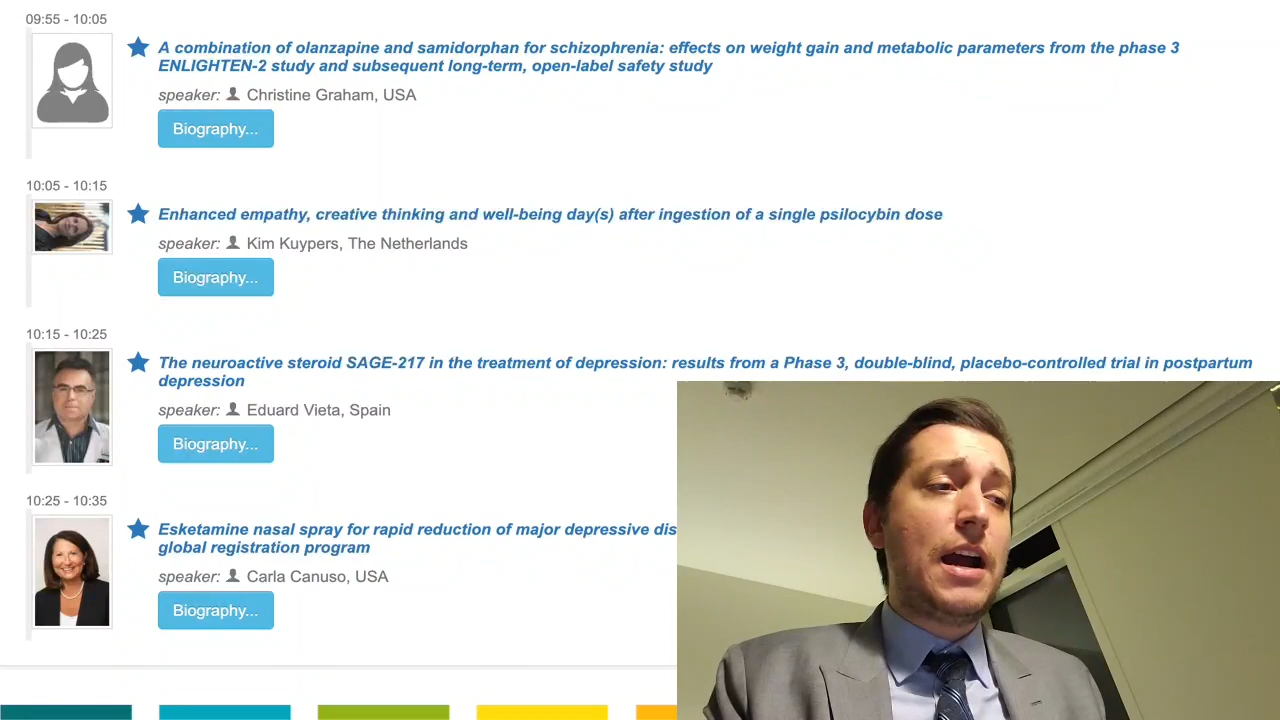 09:55 - 10:05
A combination of olanzapine and samidorphan for schizophrenia: effects on weight gain and metabolic parameters from the phase 3
ENLIGHTEN-2 study and subsequent long-term, open-label safety study
speaker: Christine Graham, USA
Biography...
10:05 - 10:15
Enhanced empathy, creative thinking and well-being day(s) after ingestion of a single psilocybin dose
speaker: Kim Kuypers, The Netherlands
Biography...
10:15 - 10:25
The neuroactive steroid SAGE-217 in the treatment of depression: results from a Phase 3, double-blind, placebo-controlled trial in postpartum
depression
speaker: Eduard Vieta, Spain
Biography...
10:25 - 10:35
Esketamine nasal spray for rapid reduction of major depressive dis
global registration program
speaker: Carla Canuso, USA
Biography...